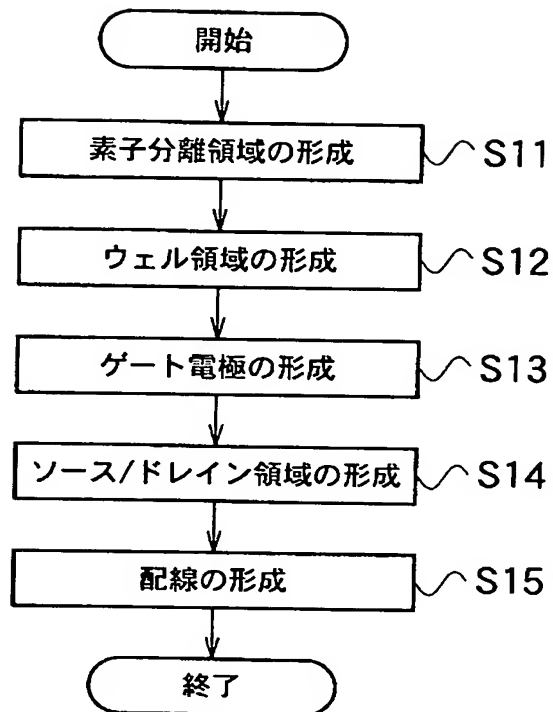 開始
素子分離領域の形成 S11
ウェル領域の形成 S12
ゲート電極の形成 S13
ソース/ドレイン領域の形成 S14
配線の形成 S15
終了